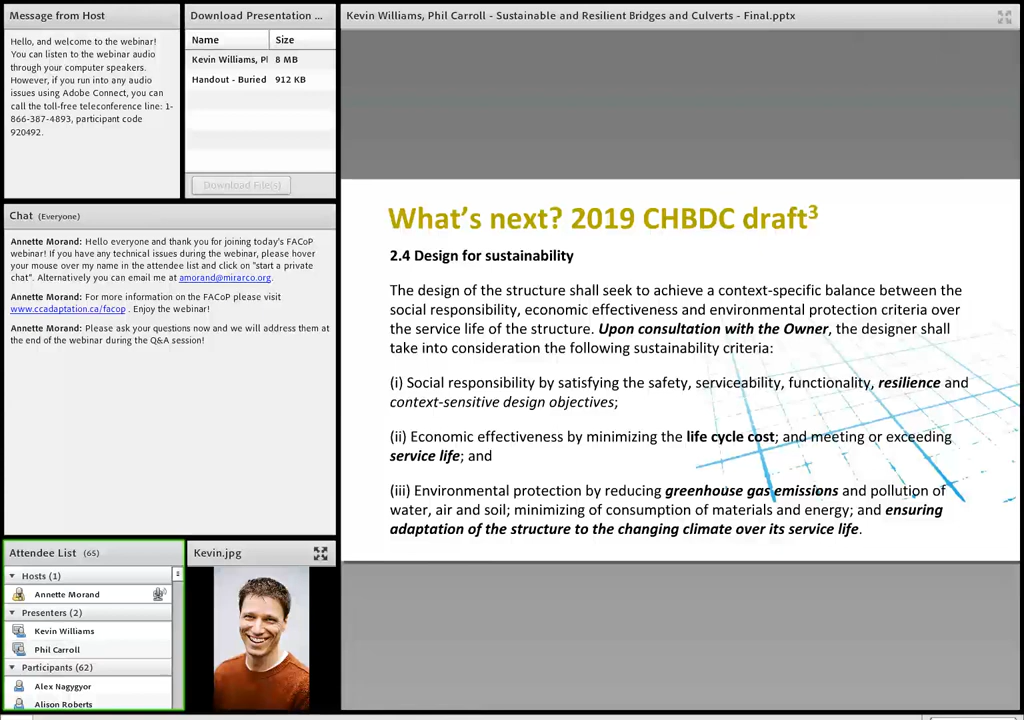 Message from Host
Hello, and welcome to the webinar!
You can listen to the webinar audio
through your computer speakers.
However, if you run into any audio
issues using Adobe Connect, you can
call the toll-free teleconference line: 1-
866-387-4893, participant code
920492.
Download Presentation ...
Name Size
Kevin Williams, Pl 8 MB
Handout - Buried 912 KB
Download File(s)
Chat (Everyone)
Annette Morand: Hello everyone and thank you for joining today's FACoP
webinar! If you have any technical issues during the webinar, please hover
your mouse over my name in the attendee list and click on "start a private
chat". Alternatively you can email me at amorand@mirarco.org.
Annette Morand: For more information on the FACoP please visit
www.ccadaptation.ca/facop . Enjoy the webinar!
Annette Morand: Please ask your questions now and we will address them at
the end of the webinar during the Q&A session!
Attendee List (65)
Hosts (1)
Annette Morand
Presenters (2)
Kevin Williams
Phil Carroll
Participants (62)
Alex Nagygyor
Alison Roberts
Kevin.jpg
Kevin Williams, Phil Carroll - Sustainable and Resilient Bridges and Culverts - Final.pptx
What's next? 2019 CHBDC draft³
2.4 Design for sustainability
The design of the structure shall seek to achieve a context-specific balance between the
social responsibility, economic effectiveness and environmental protection criteria over
the service life of the structure. Upon consultation with the Owner, the designer shall
take into consideration the following sustainability criteria:
(i) Social responsibility by satisfying the safety, serviceability, functionality, resilience and
context-sensitive design objectives;
(ii) Economic effectiveness by minimizing the life cycle cost; and meeting or exceeding
service life; and
(iii) Environmental protection by reducing greenhouse gas emissions and pollution of
water, air and soil; minimizing of consumption of materials and energy; and ensuring
adaptation of the structure to the changing climate over its service life.